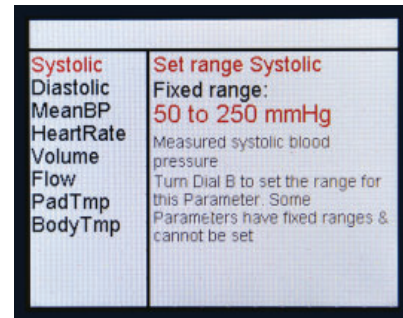 Systolic
Diastolic
MeanBP
HeartRate
Volume
Flow
PadTmp
BodyTmp
Set range Systolic
Fixed range:
50 to 250 mmHg
Measured systolic blood
pressure
Turn Dial B to set the range for
this Parameter. Some
Parameters have fixed ranges &
cannot be set